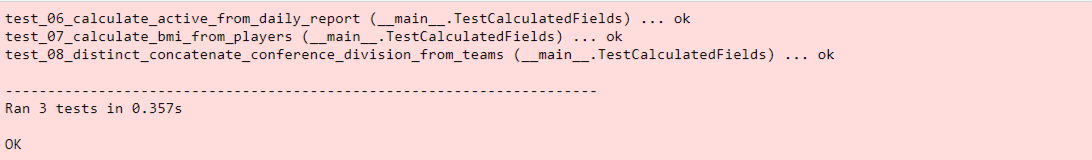 test_06_calculate_active_from_daily_report (__main__.TestCalculatedFields) ... ok
test_07_calculate_bmi_from_players (__main__.TestCalculatedFields) ... ok
test_08_distinct_concatenate_conference_division_from_teams (__main__.TestCalculatedFields) ... ok
----------------------------------------------------------------------
Ran 3 tests in 0.357s
OK